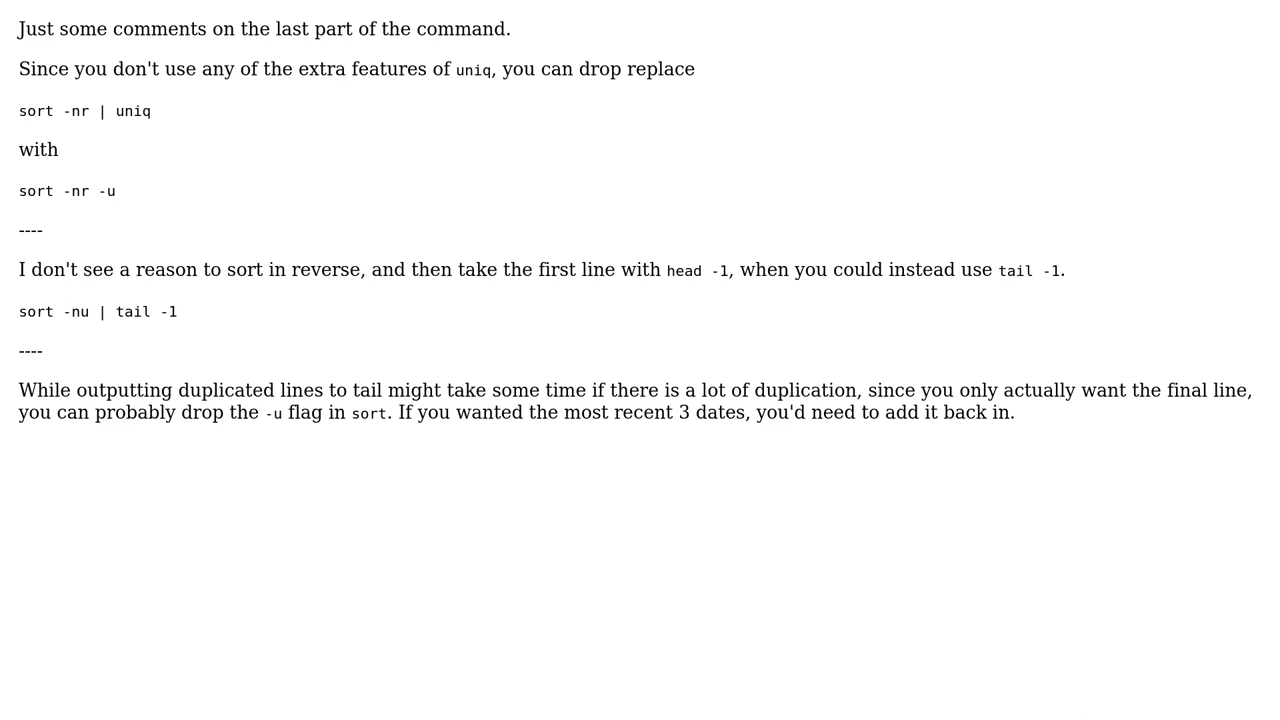 Just some comments on the last part of the command.
Since you don't use any of the extra features of uniq, you can drop replace
sort -nr | uniq
with
sort -nr -u
----
I don't see a reason to sort in reverse, and then take the first line with head -1, when you could instead use tail -1.
sort -nu | tail -1
----
While outputting duplicated lines to tail might take some time if there is a lot of duplication, since you only actually want the final line,
you can probably drop the -u flag in sort. If you wanted the most recent 3 dates, you'd need to add it back in.